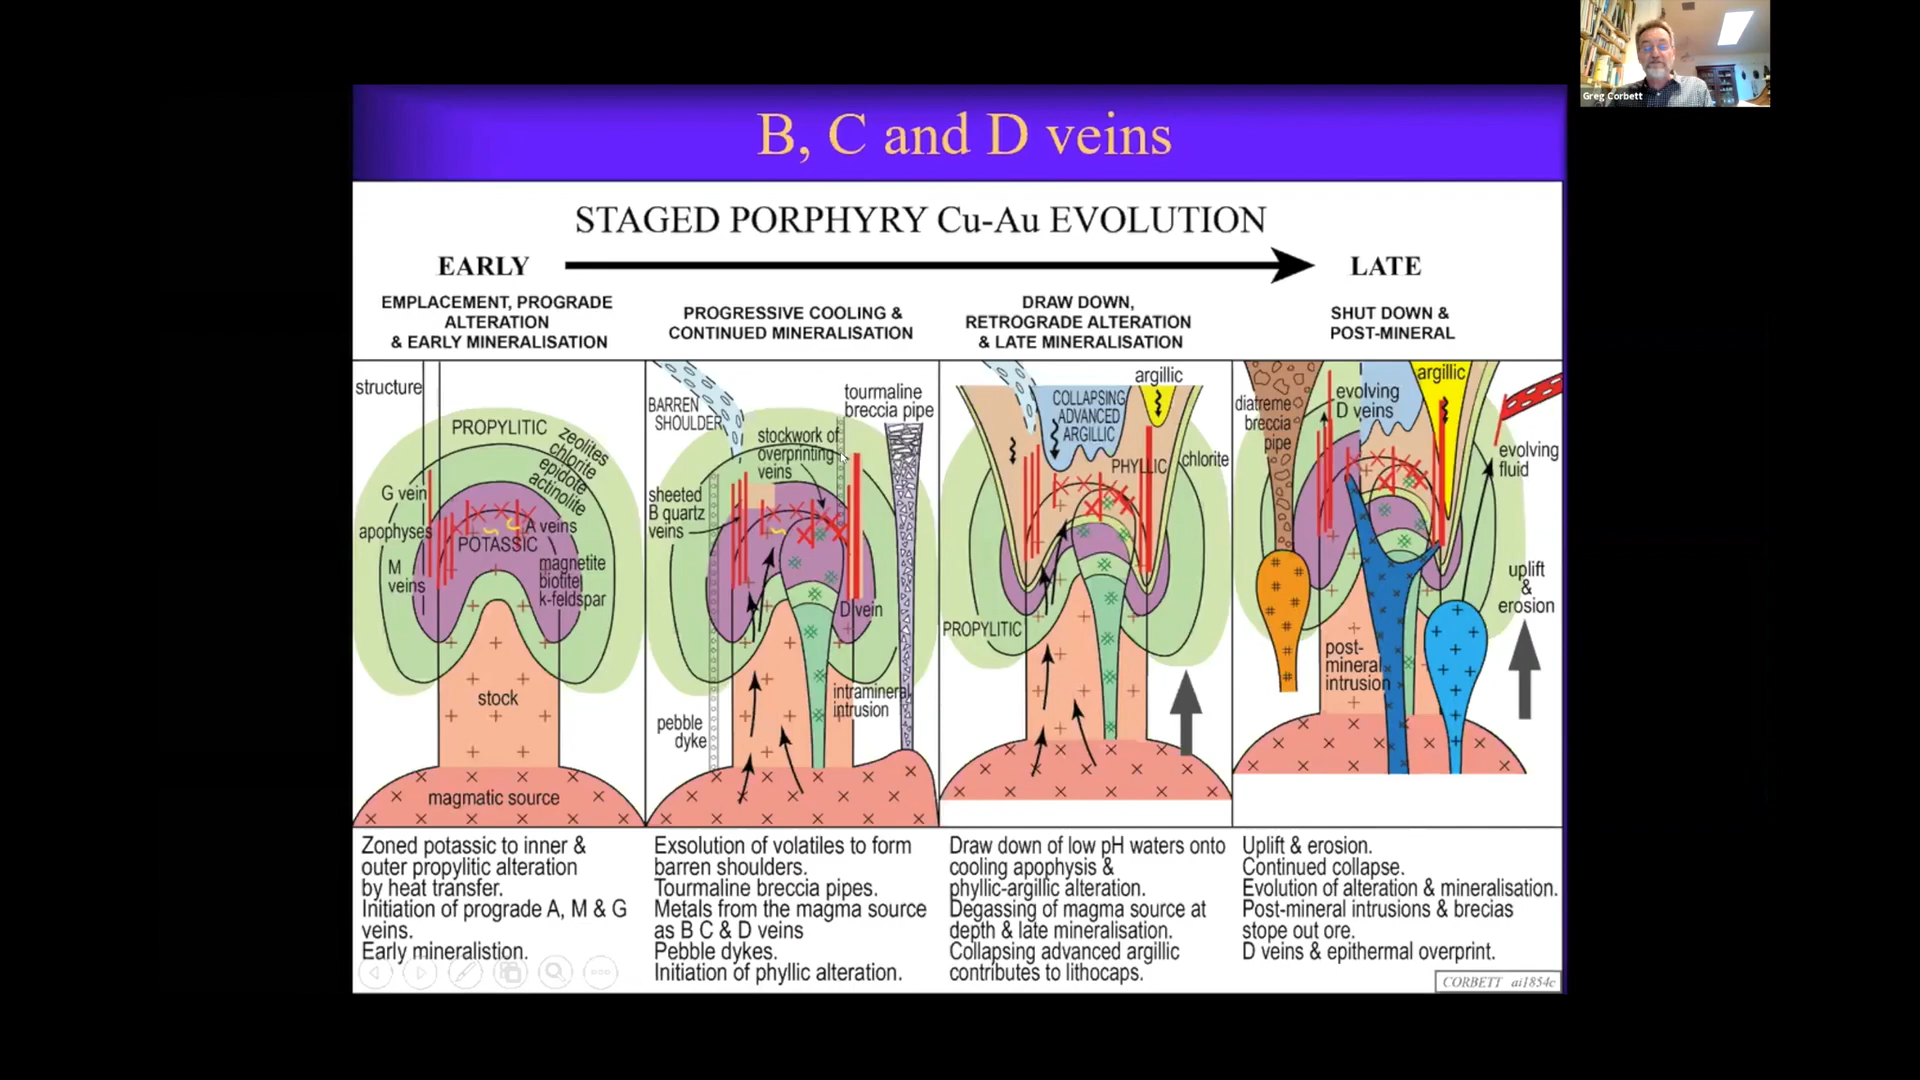 Greg Corbett
B, C and D veins
STAGED PORPHYRY Cu-Au EVOLUTION
EARLY
LATE
EMPLACEMENT, PROGRADE
ALTERATION
& EARLY MINERALISATION
PROGRESSIVE COOLING &
CONTINUED MINERALISATION
DRAW DOWN,
RETROGRADE ALTERATION
& LATE MINERALISATION
SHUT DOWN &
POST-MINERAL
structure
PROPYLITIC
zeolites
chlorite
epidote
actinolite
G vein
apophyses
A veins
POTASSIC
M
veins
magnetite
biotite
k-feldspar
stock
magmatic source
BARREN
SHOULDER
tourmaline
breccia pipe
stockwork of
overprinting
veins
sheeted
B quartz
veins
D vein
intramineral
intrusion
pebble
dyke
argillic
COLLAPSING
ADVANCED
ARGILLIC
PHYLLIC
chlorite
PROPYLITIC
argillic
evolving
D veins
diatreme
breccia
pipe
evolving
fluid
uplift
&
erosion
post-
mineral
intrusion
Zoned potassic to inner &
outer propylitic alteration
by heat transfer.
Initiation of prograde A, M & G
veins.
Early mineralistion.
Exsolution of volatiles to form
barren shoulders.
Tourmaline breccia pipes.
Metals from the magma source
as B C & D veins
Pebble dykes.
Initiation of phyllic alteration.
Draw down of low pH waters onto
cooling apophysis &
phyllic-argillic alteration.
Degassing of magma source at
depth & late mineralisation.
Collapsing advanced argillic
contributes to lithocaps.
Uplift & erosion.
Continued collapse.
Evolution of alteration & mineralisation.
Post-mineral intrusions & brecias
stope out ore.
D veins & epithermal overprint.
CORBETT ai1854c